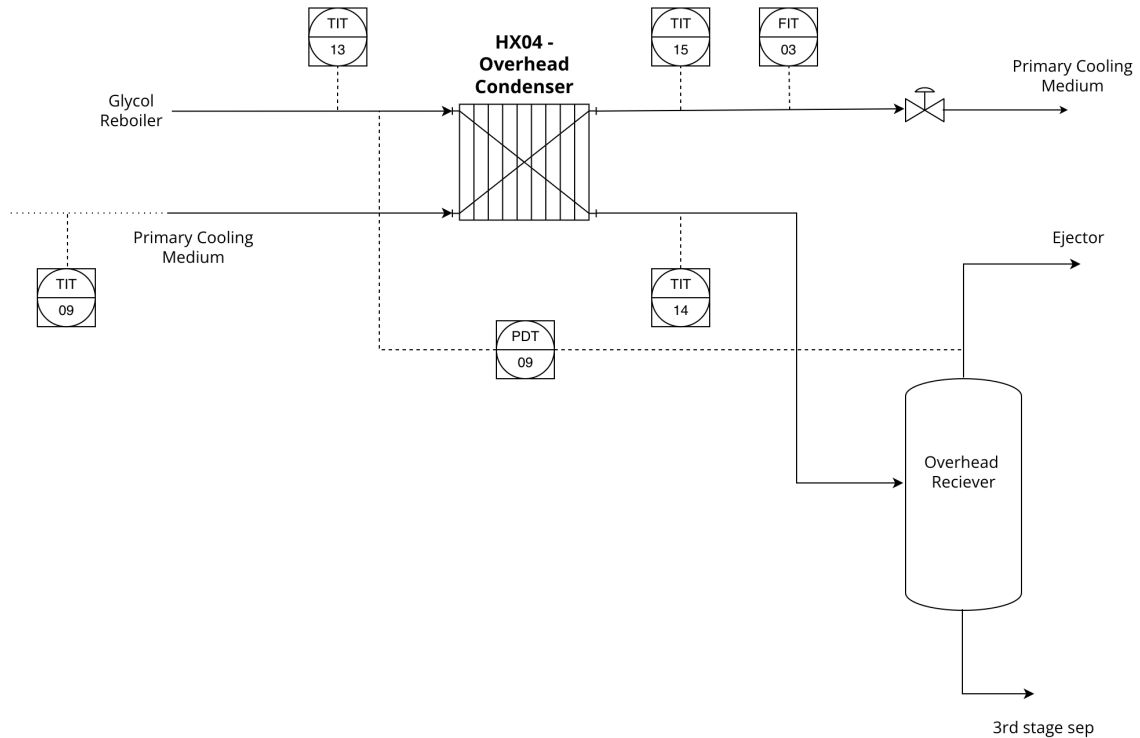 TIT
13
TIT
15
FIT
03
HX04 -
Overhead
Condenser
Primary Cooling
Medium
Glycol
Reboiler
Primary Cooling
Medium
Ejector
TIT
09
TIT
14
PDT
09
Overhead
Reciever
3rd stage sep